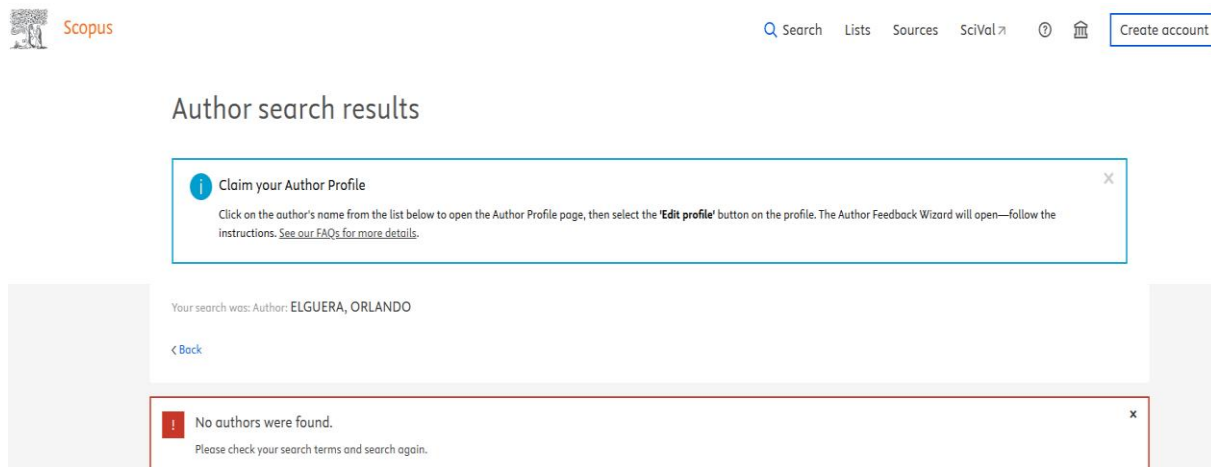 Scopus
Search Lists Sources SciVal Create account
Author search results
Claim your Author Profile
Click on the author's name from the list below to open the Author Profile page, then select the 'Edit profile' button on the profile. The Author Feedback Wizard will open—follow the
instructions. See our FAQs for more details.
Your search was: Author: ELGUERA, ORLANDO
Back
No authors were found.
Please check your search terms and search again.